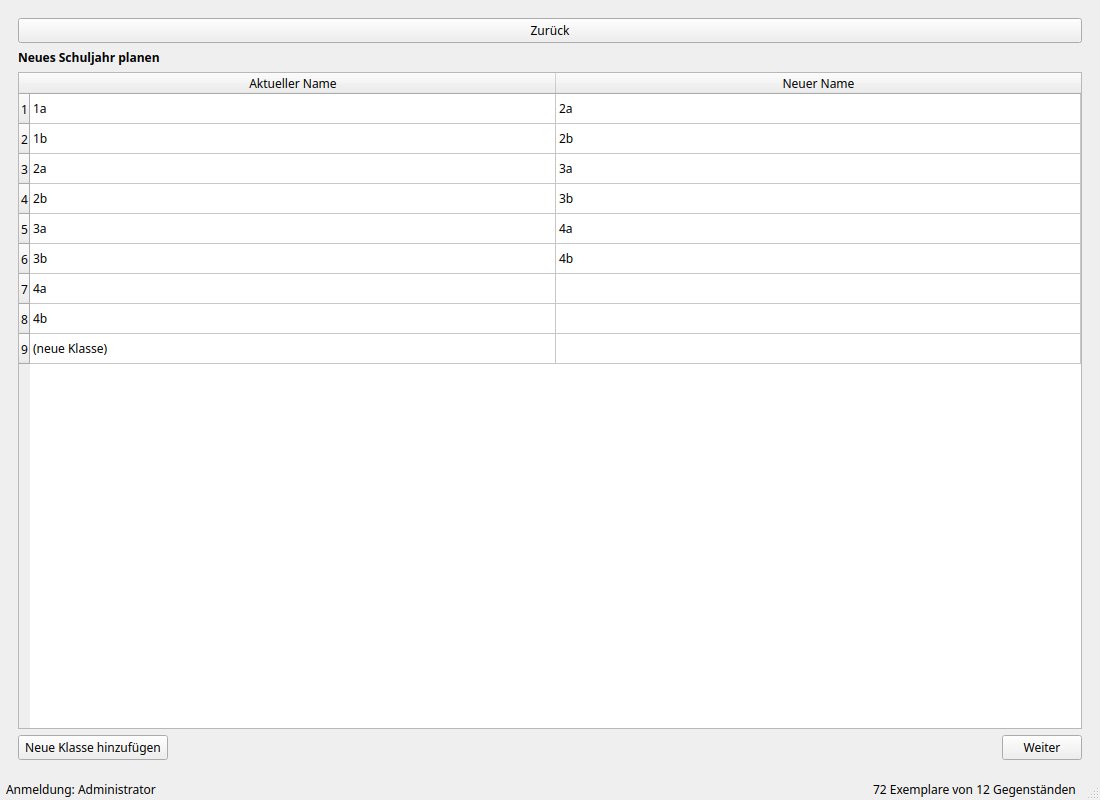 Zurück
Neues Schuljahr planen
Aktueller Name Neuer Name
1 1a 2a
2 1b 2b
3 2a 3a
4 2b 3b
5 3a 4a
6 3b 4b
7 4a
8 4b
9 (neue Klasse)
Neue Klasse hinzufügen Weiter
Anmeldung: Administrator 72 Exemplare von 12 Gegenständen